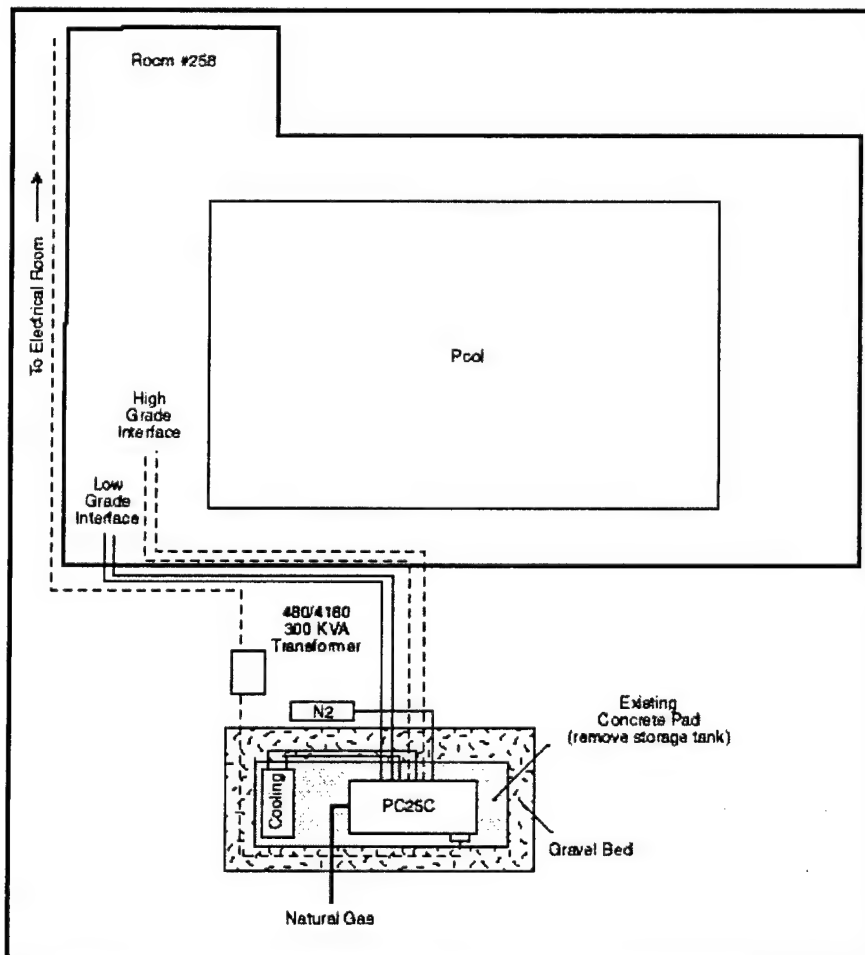 Room #258
To Electrical Room
Pool
High
Grade
Interface
Low
Grade
Interface
480/4160
300 KVA
Transformer
N2
Existing
Concrete Pad
(remove storage tank)
Cooling
PC25C
Gravel Bed
Natural Gas